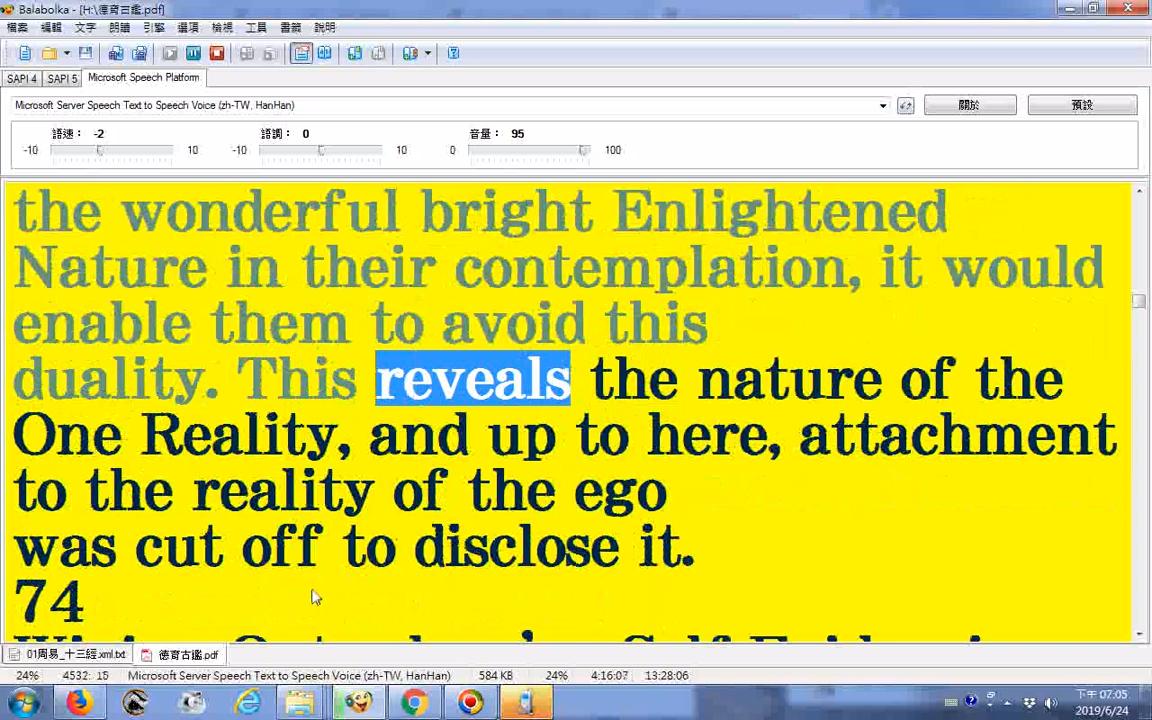 Balabolka - [H:\德育古鑑.pdf]
檔案 編輯 文字 朗讀 引擎 選項 檢視 工具 書籤 說明
SAPI 4 SAPI 5 Microsoft Speech Platform
Microsoft Server Speech Text to Speech Voice (zh-TW, HanHan)
關於 預設
語速： -2 語調： 0 音量： 95
-10 10 -10 10 0 100
the wonderful bright Enlightened
Nature in their contemplation, it would
enable them to avoid this
duality. This reveals the nature of the
One Reality, and up to here, attachment
to the reality of the ego
was cut off to disclose it.
74
01周易_十三經.xml.txt 德育古鑑.pdf
24% 4532: 15 Microsoft Server Speech Text to Speech Voice (zh-TW, HanHan) 584 KB 24% 4:16:07 13:28:06
下午 07:05
2019/6/24